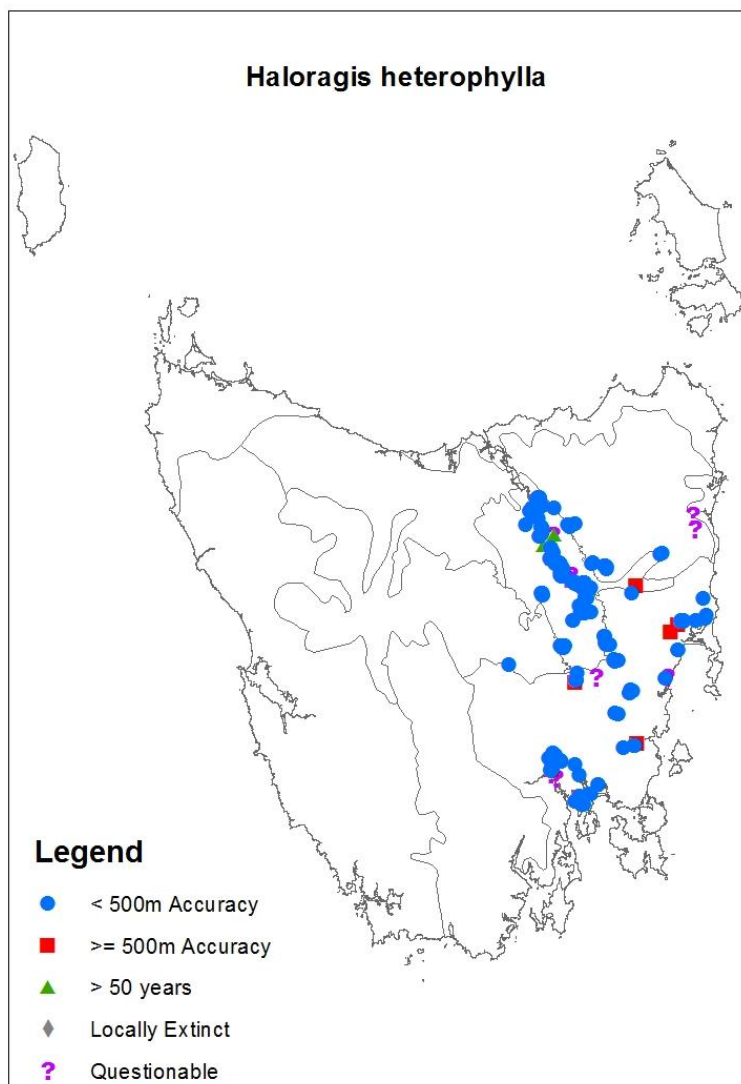 Haloragis heterophylla
Legend
< 500m Accuracy
>= 500m Accuracy
> 50 years
Locally Extinct
? Questionable